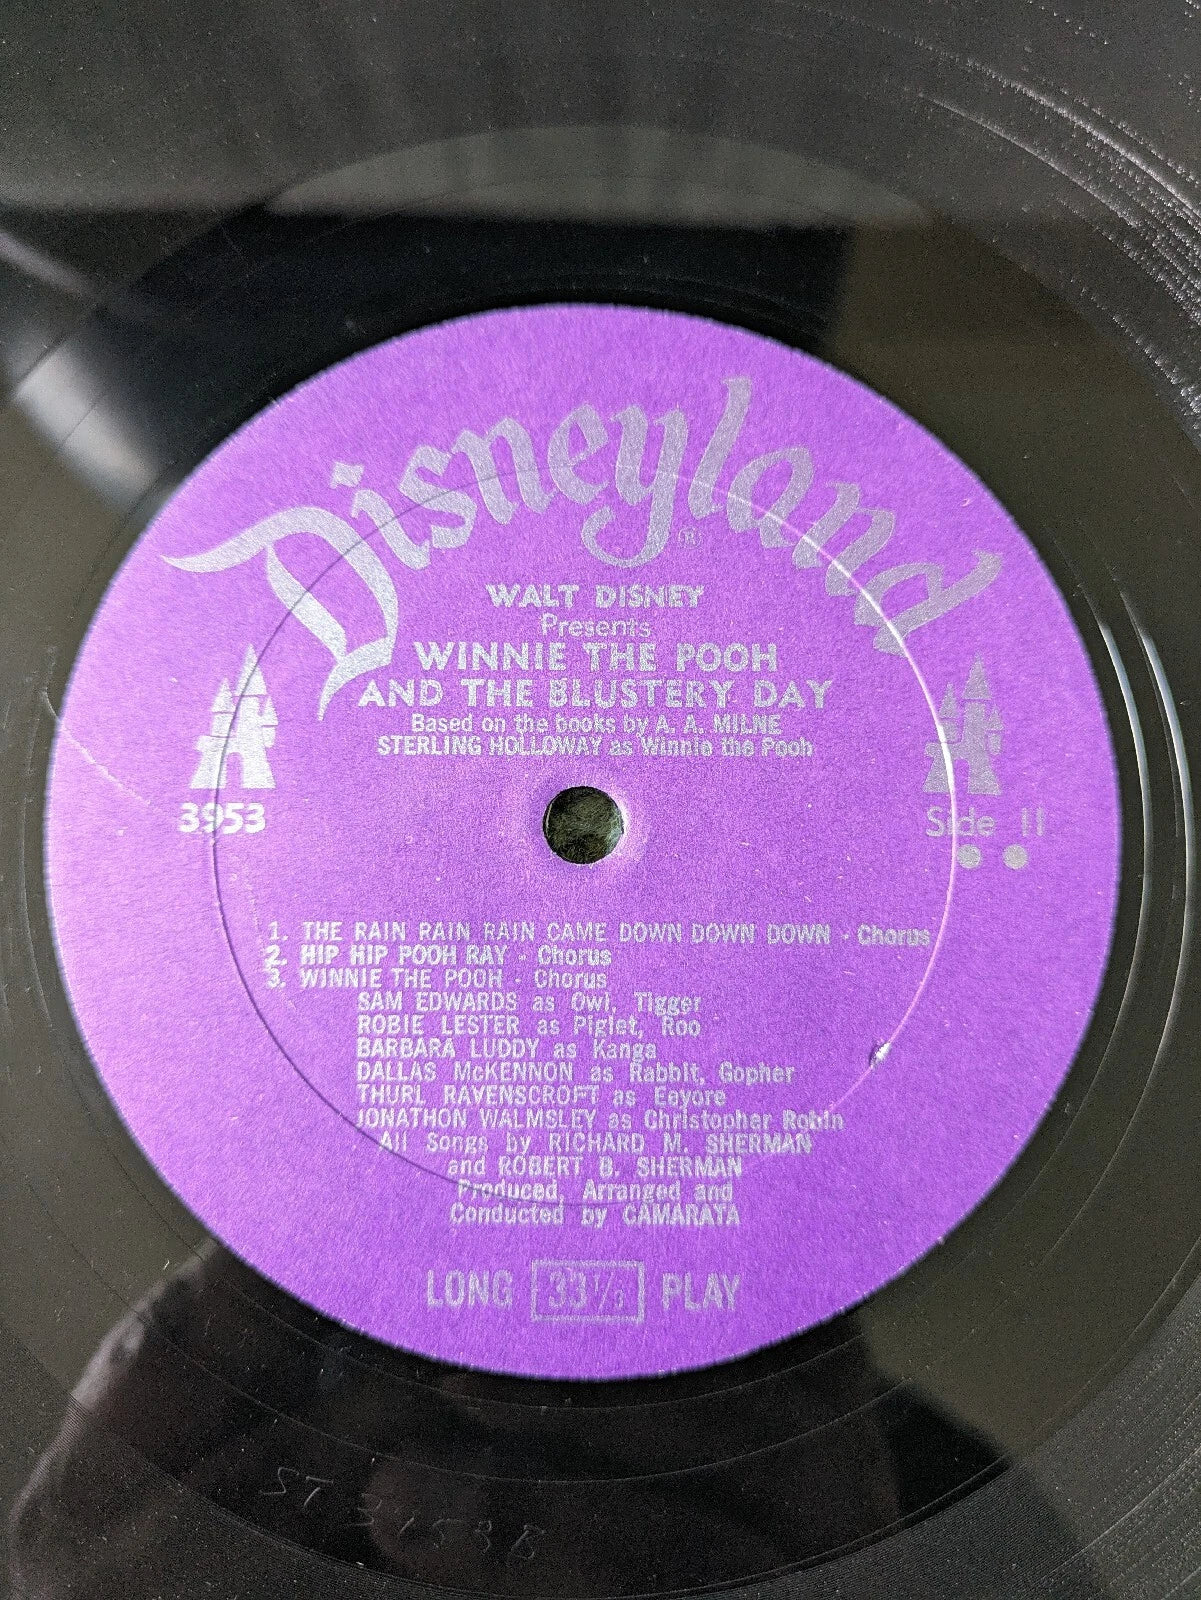 Disneyland®
WALT DISNEY
Presents
WINNIE THE POOH
AND THE BLUSTERY DAY
Based on the books by A. A. MILNE
STERLING HOLLOWAY as Winnie the Pooh
3953
Side II
1. THE RAIN RAIN RAIN CAME DOWN DOWN DOWN - Chorus
2. HIP HIP POOH RAY - Chorus
3. WINNIE THE POOH - Chorus
SAM EDWARDS as Owl, Tigger
ROBIE LESTER as Piglet, Roo
BARBARA LUDDY as Kanga
DALLAS McKENNON as Rabbit, Gopher
THURL RAVENSCROFT as Eeyore
JONATHON WALMSLEY as Christopher Robin
All Songs by RICHARD M. SHERMAN
and ROBERT B. SHERMAN
Produced, Arranged and
Conducted by CAMARATA
LONG 33 1/3 PLAY